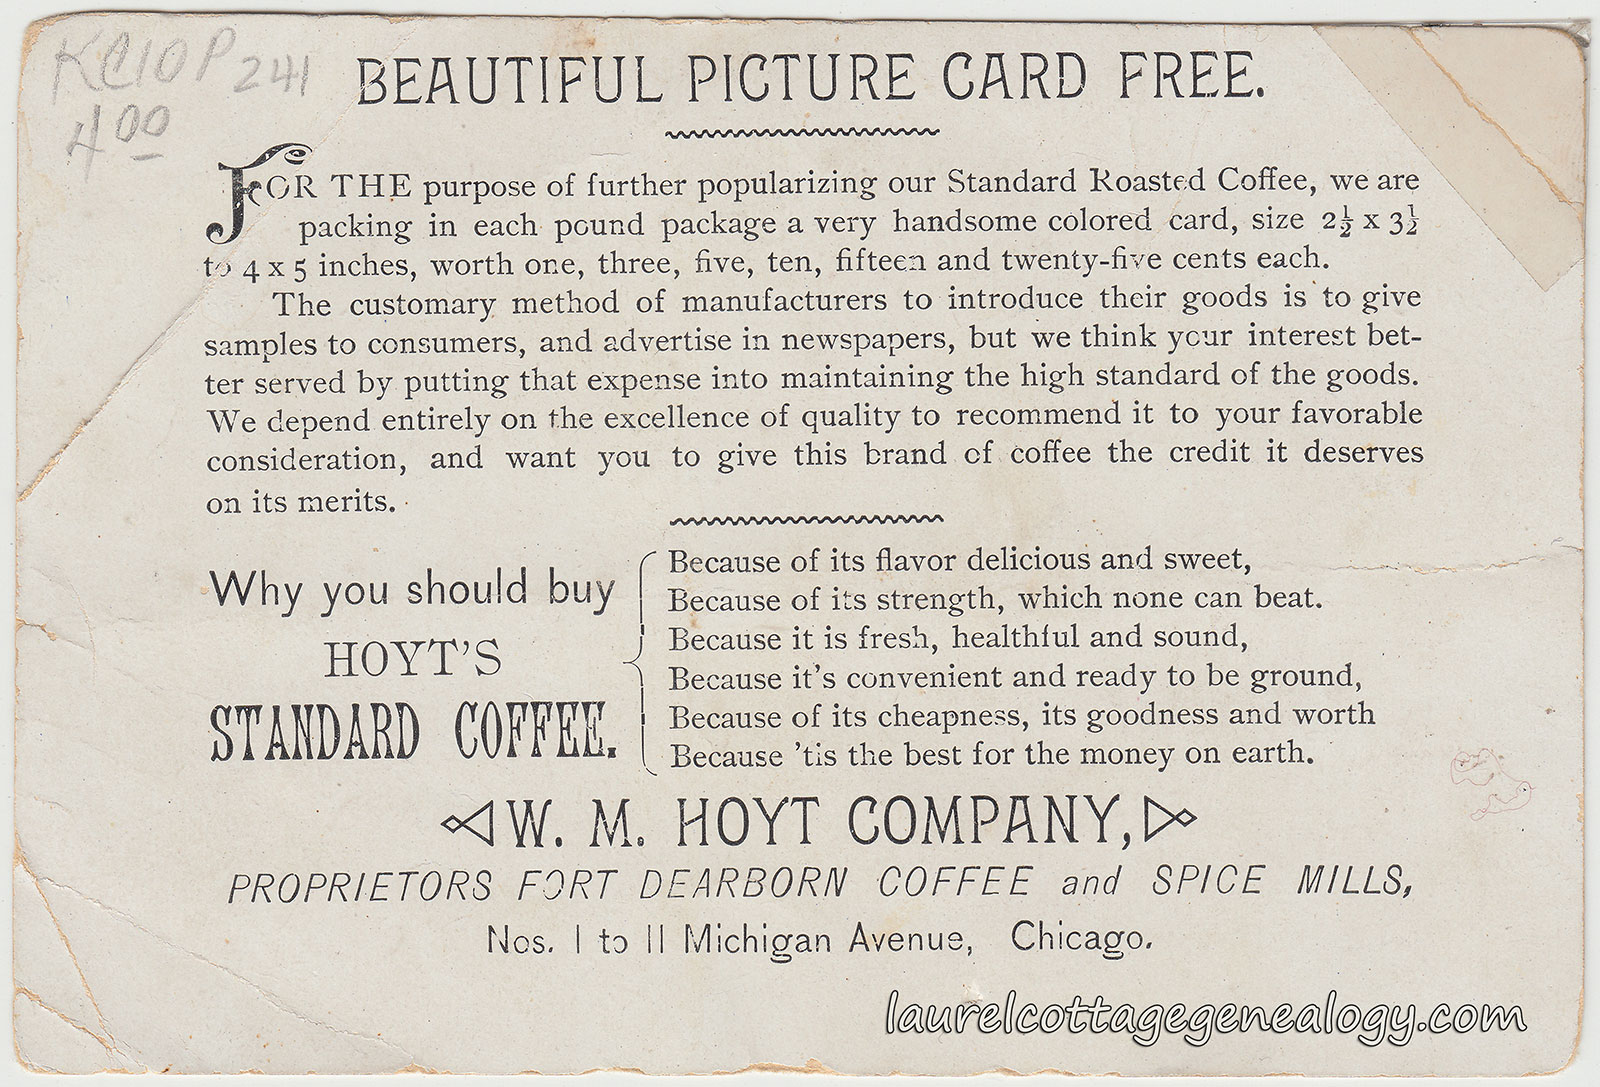 KC10P 241
4 00
BEAUTIFUL PICTURE CARD FREE.
FOR THE purpose of further popularizing our Standard Roasted Coffee, we are
packing in each pound package a very handsome colored card, size 2½ x 3½
to 4 x 5 inches, worth one, three, five, ten, fifteen and twenty-five cents each.
The customary method of manufacturers to introduce their goods is to give
samples to consumers, and advertise in newspapers, but we think your interest bet-
ter served by putting that expense into maintaining the high standard of the goods.
We depend entirely on the excellence of quality to recommend it to your favorable
consideration, and want you to give this brand of coffee the credit it deserves
on its merits.
Why you should buy
HOYT'S
STANDARD COFFEE.
Because of its flavor delicious and sweet,
Because of its strength, which none can beat.
Because it is fresh, healthful and sound,
Because it's convenient and ready to be ground,
Because of its cheapness, its goodness and worth
Because 'tis the best for the money on earth.
W. M. HOYT COMPANY,
PROPRIETORS FORT DEARBORN COFFEE and SPICE MILLS,
Nos. 1 to 11 Michigan Avenue, Chicago.
laurelcottagegenealogy.com